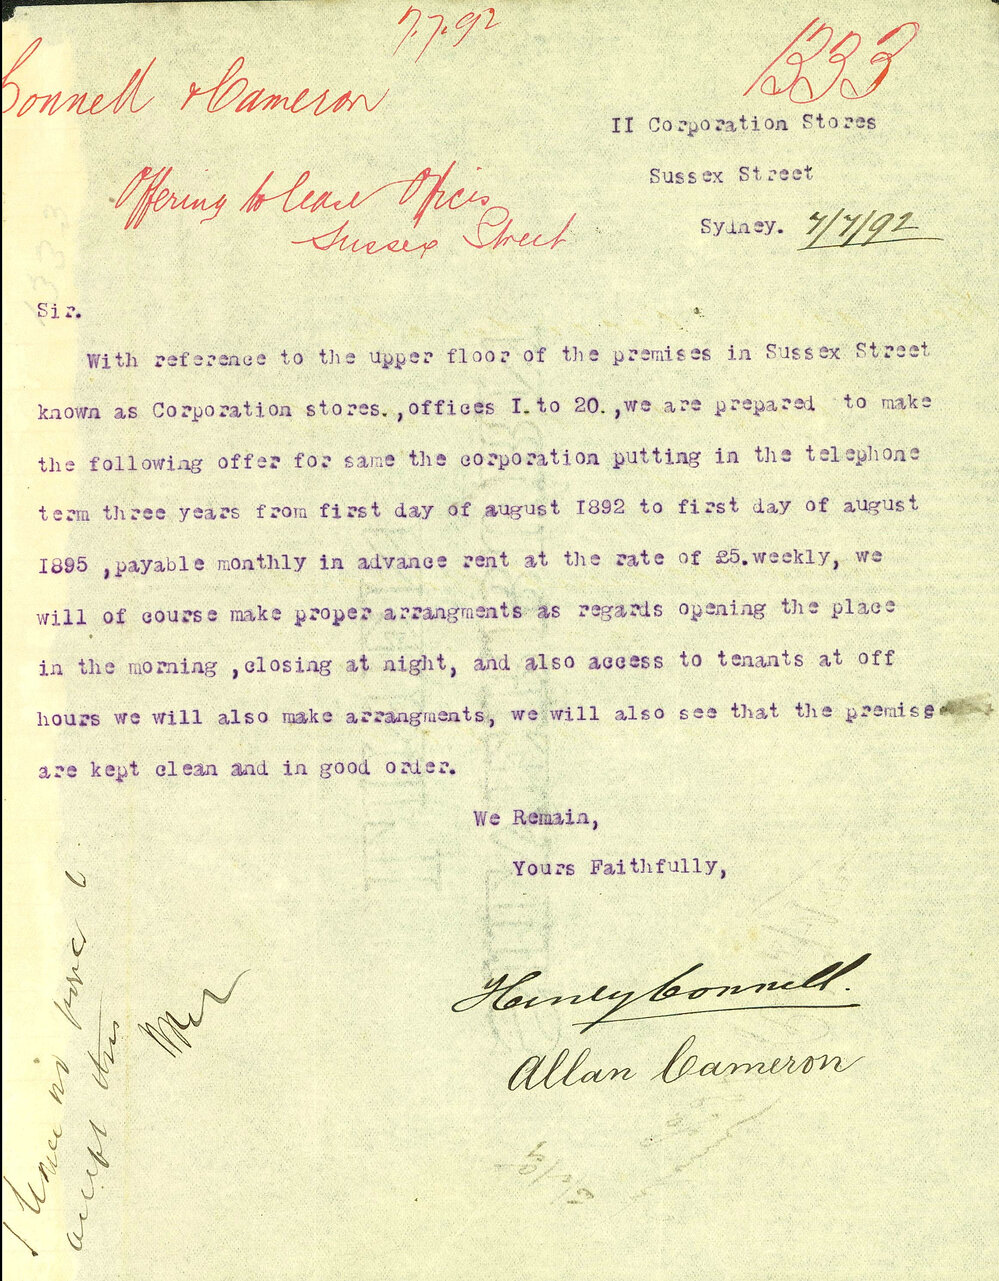 7.7.92
1333
Connell & Cameron
II Corporation Stores
Offering to lease Offices
Sussex Street
Sussex Street
Sydney. 7/7/92
Sir.
With reference to the upper floor of the premises in Sussex Street
known as Corporation stores.,offices I.to 20.,we are prepared to make
the following offer for same the corporation putting in the telephone
term three years from first day of august I892 to first day of august
I895 ,payable monthly in advance rent at the rate of £5.weekly, we
will of course make proper arrangments as regards opening the place
in the morning ,closing at night, and also access to tenants at off
hours we will also make arrangments, we will also see that the premise
are kept clean and in good order.
We Remain,
Yours Faithfully,
Henry Connell.
Allan Cameron
I have no
accept this